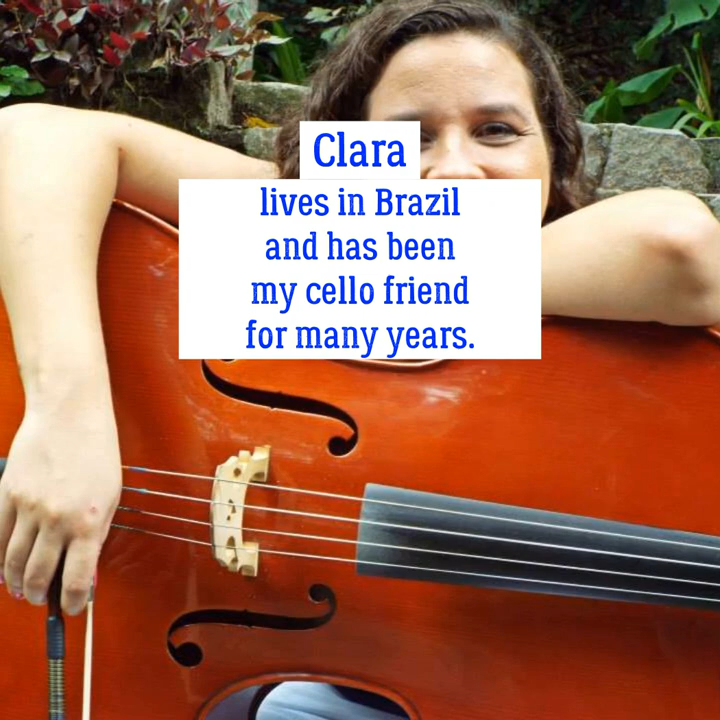 Clara
lives in Brazil
and has been
my cello friend
for many years.